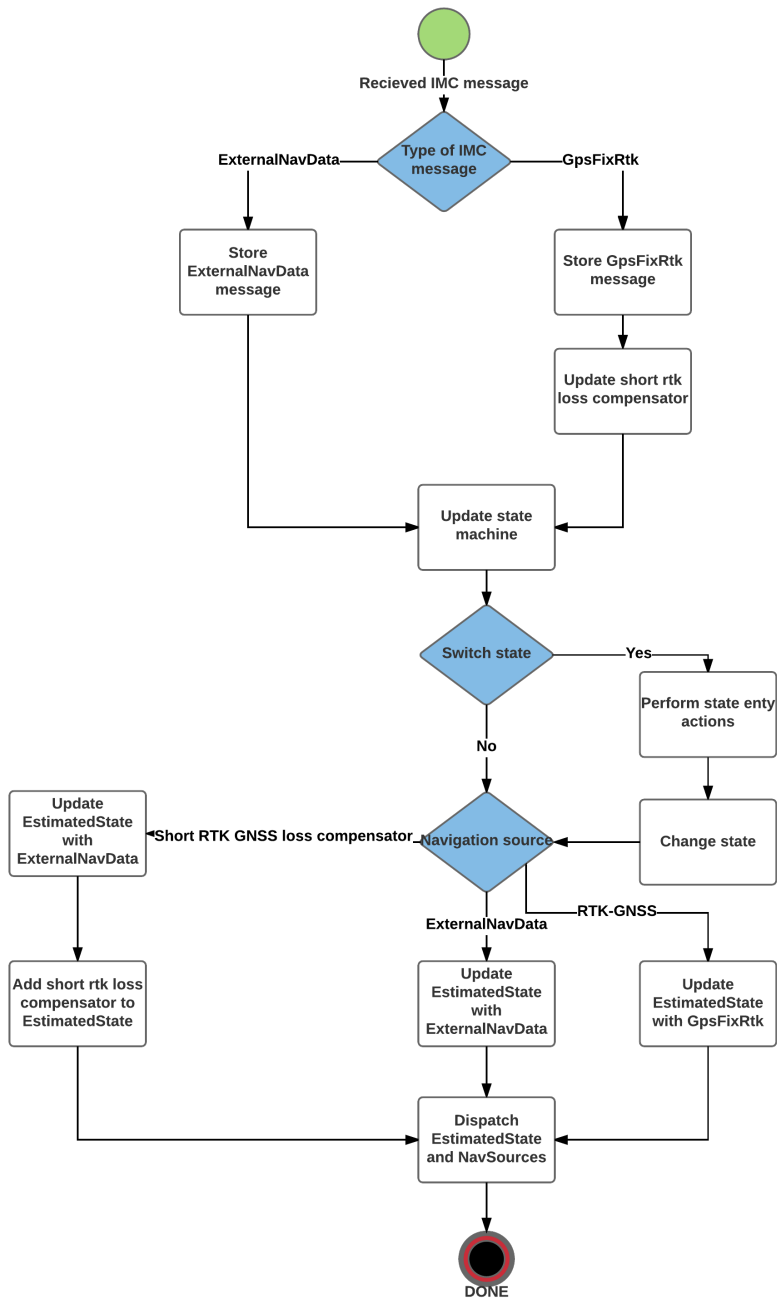 Recieved IMC message
Type of IMC
message
ExternalNavData
GpsFixRtk
Store
ExternalNavData
message
Store GpsFixRtk
message
Update short rtk
loss compensator
Update state
machine
Switch state
Yes
Perform state enty
actions
No
Update
EstimatedState
with
ExternalNavData
Short RTK GNSS loss compensator
Navigation source
Change state
ExternalNavData
RTK-GNSS
Add short rtk loss
compensator to
EstimatedState
Update
EstimatedState
with
ExternalNavData
Update
EstimatedState
with GpsFixRtk
Dispatch
EstimatedState
and NavSources
DONE